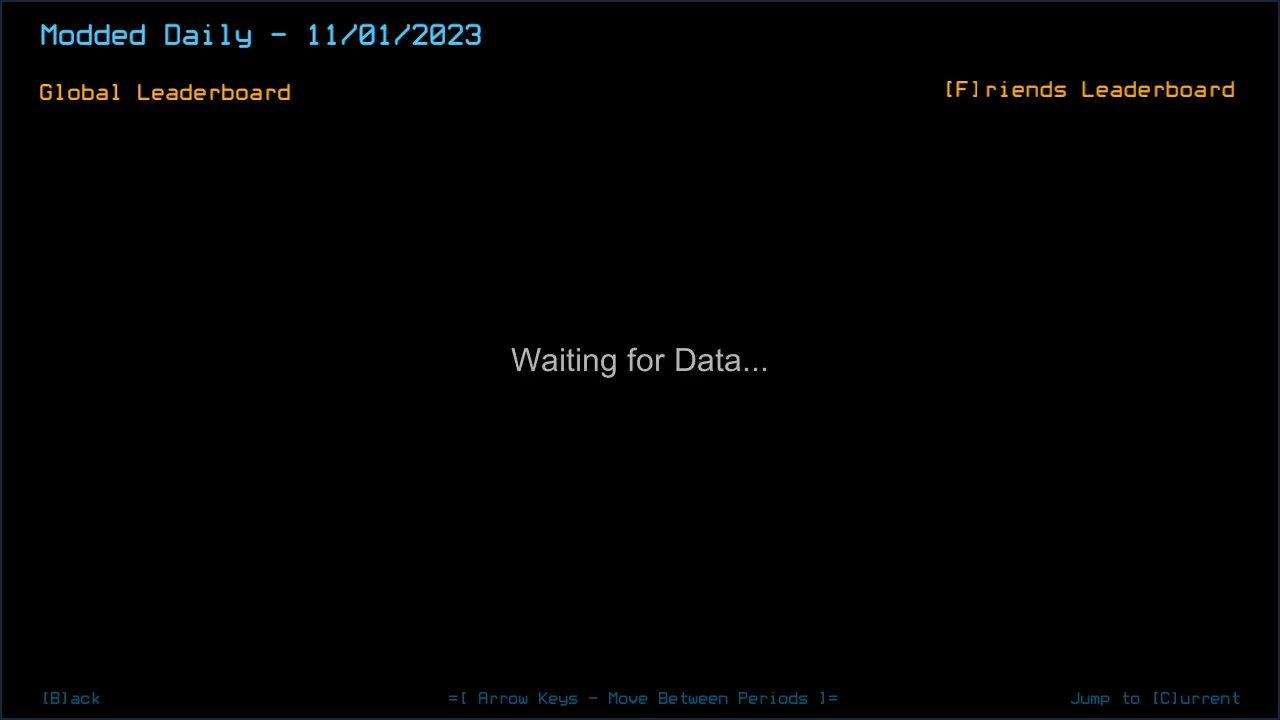 Modded Daily - 11/01/2023
Global Leaderboard
[F]riends Leaderboard
Waiting for Data...
[B]ack
=[ Arrow Keys - Move Between Periods ]=
Jump to [C]urrent